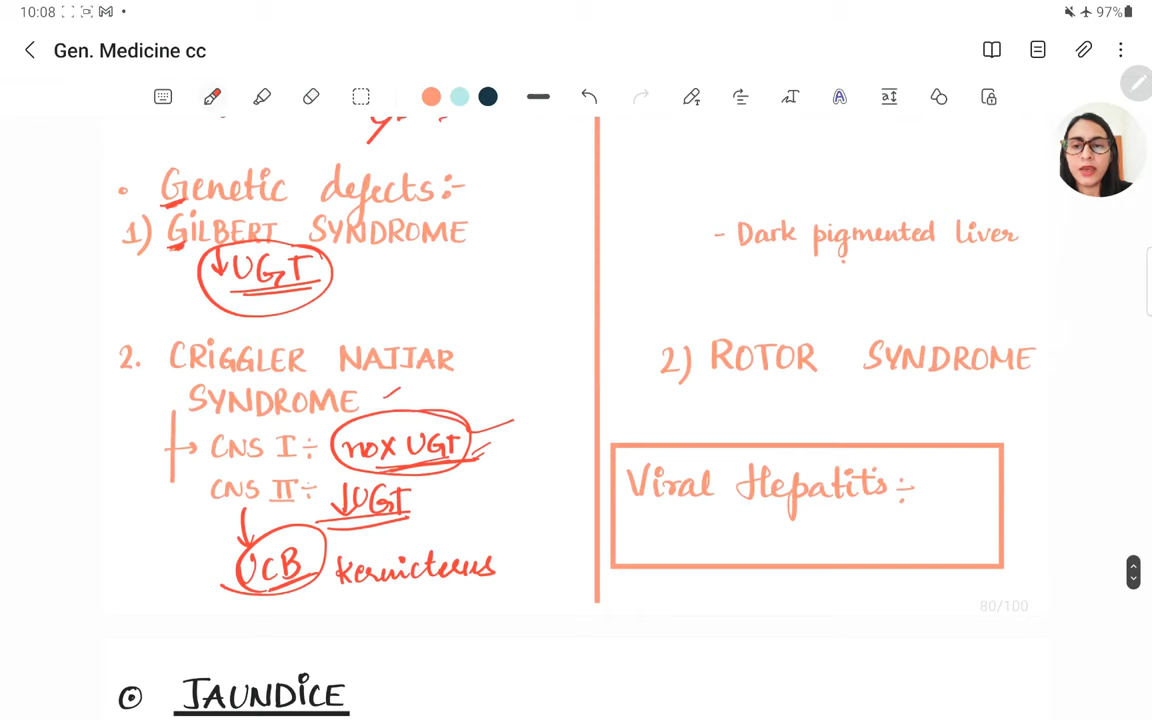 10:08
97%
Gen. Medicine cc
• Genetic defects:-
1) GILBERT SYNDROME
↓UGT
2. CRIGGLER NAJJAR
SYNDROME
→ CNS I÷ no x UGT
CNS II÷ ↓UGT
UCB Kernicterus
- Dark pigmented liver
2) ROTOR SYNDROME
Viral Hepatits÷
80/100
JAUNDICE